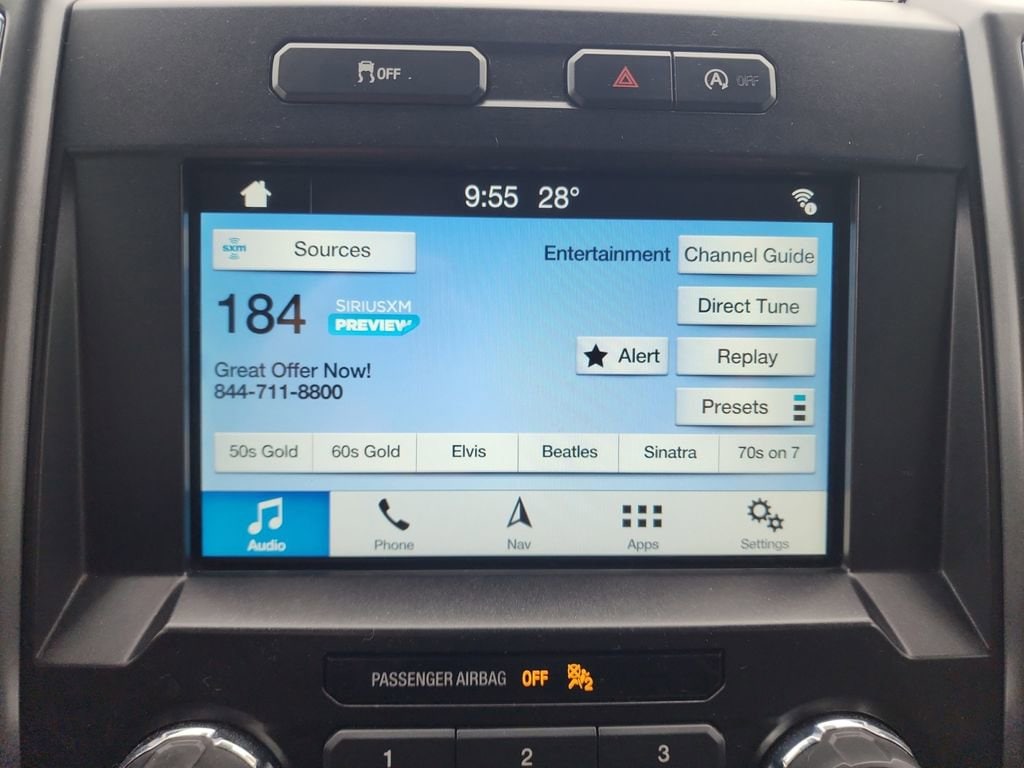 OFF
A OFF
9:55 28°
sxm Sources
Entertainment Channel Guide
184 SIRIUSXM
PREVIEW
Direct Tune
Alert Replay
Great Offer Now!
844-711-8800
Presets
50s Gold 60s Gold Elvis Beatles Sinatra 70s on 7
Audio Phone Nav Apps Settings
PASSENGER AIRBAG OFF 2
1 2 3